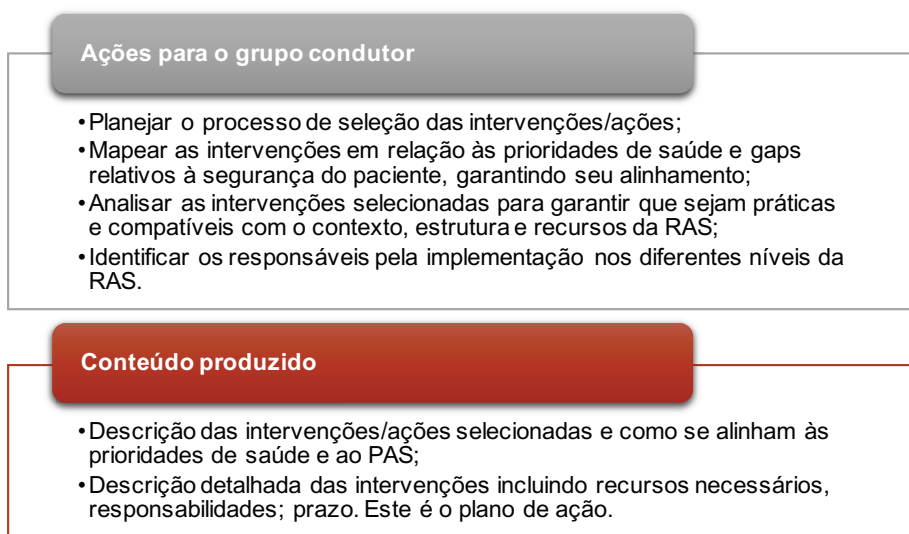 Ações para o grupo condutor
•Planejar o processo de seleção das intervenções/ações;
•Mapear as intervenções em relação às prioridades de saúde e gaps
relativos à segurança do paciente, garantindo seu alinhamento;
•Analisar as intervenções selecionadas para garantir que sejam práticas
e compatíveis com o contexto, estrutura e recursos da RAS;
•Identificar os responsáveis pela implementação nos diferentes níveis da
RAS.
Conteúdo produzido
•Descrição das intervenções/ações selecionadas e como se alinham às
prioridades de saúde e ao PAS;
•Descrição detalhada das intervenções incluindo recursos necessários,
responsabilidades; prazo. Este é o plano de ação.